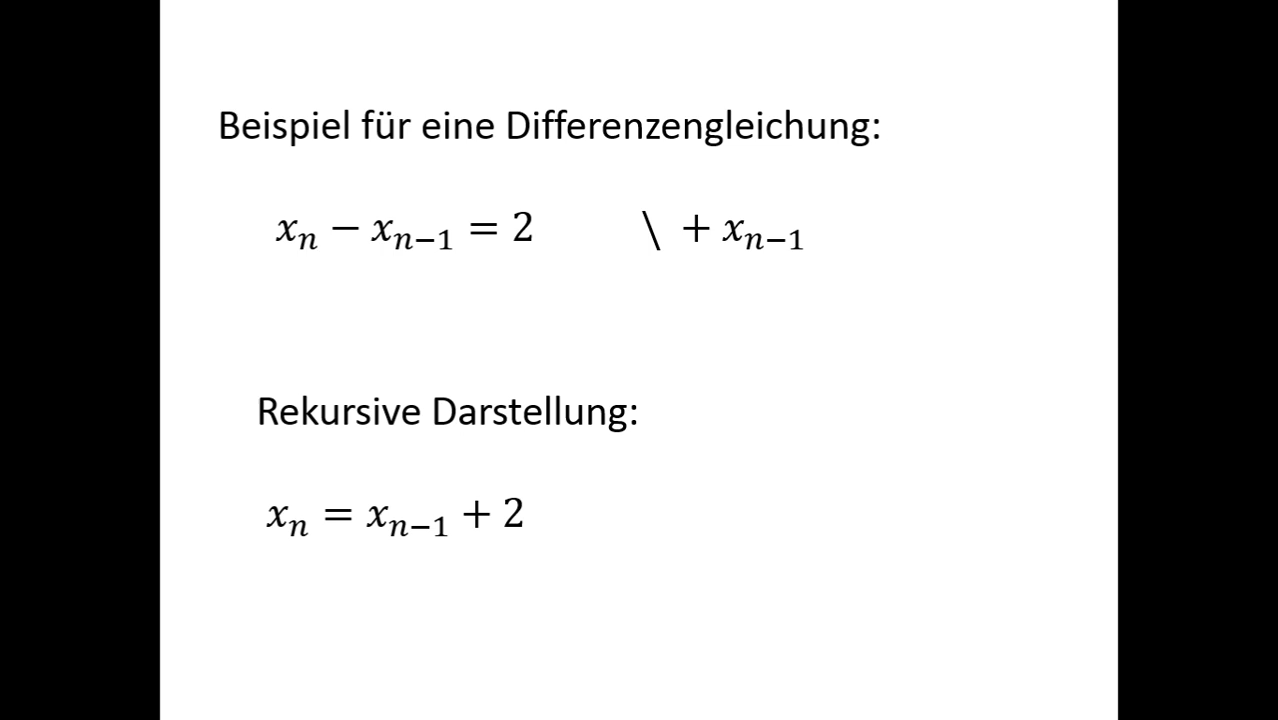 Beispiel für eine Differenzengleichung:
𝑥ₙ − 𝑥ₙ₋₁ = 2 \ + 𝑥ₙ₋₁
Rekursive Darstellung:
𝑥ₙ = 𝑥ₙ₋₁ + 2